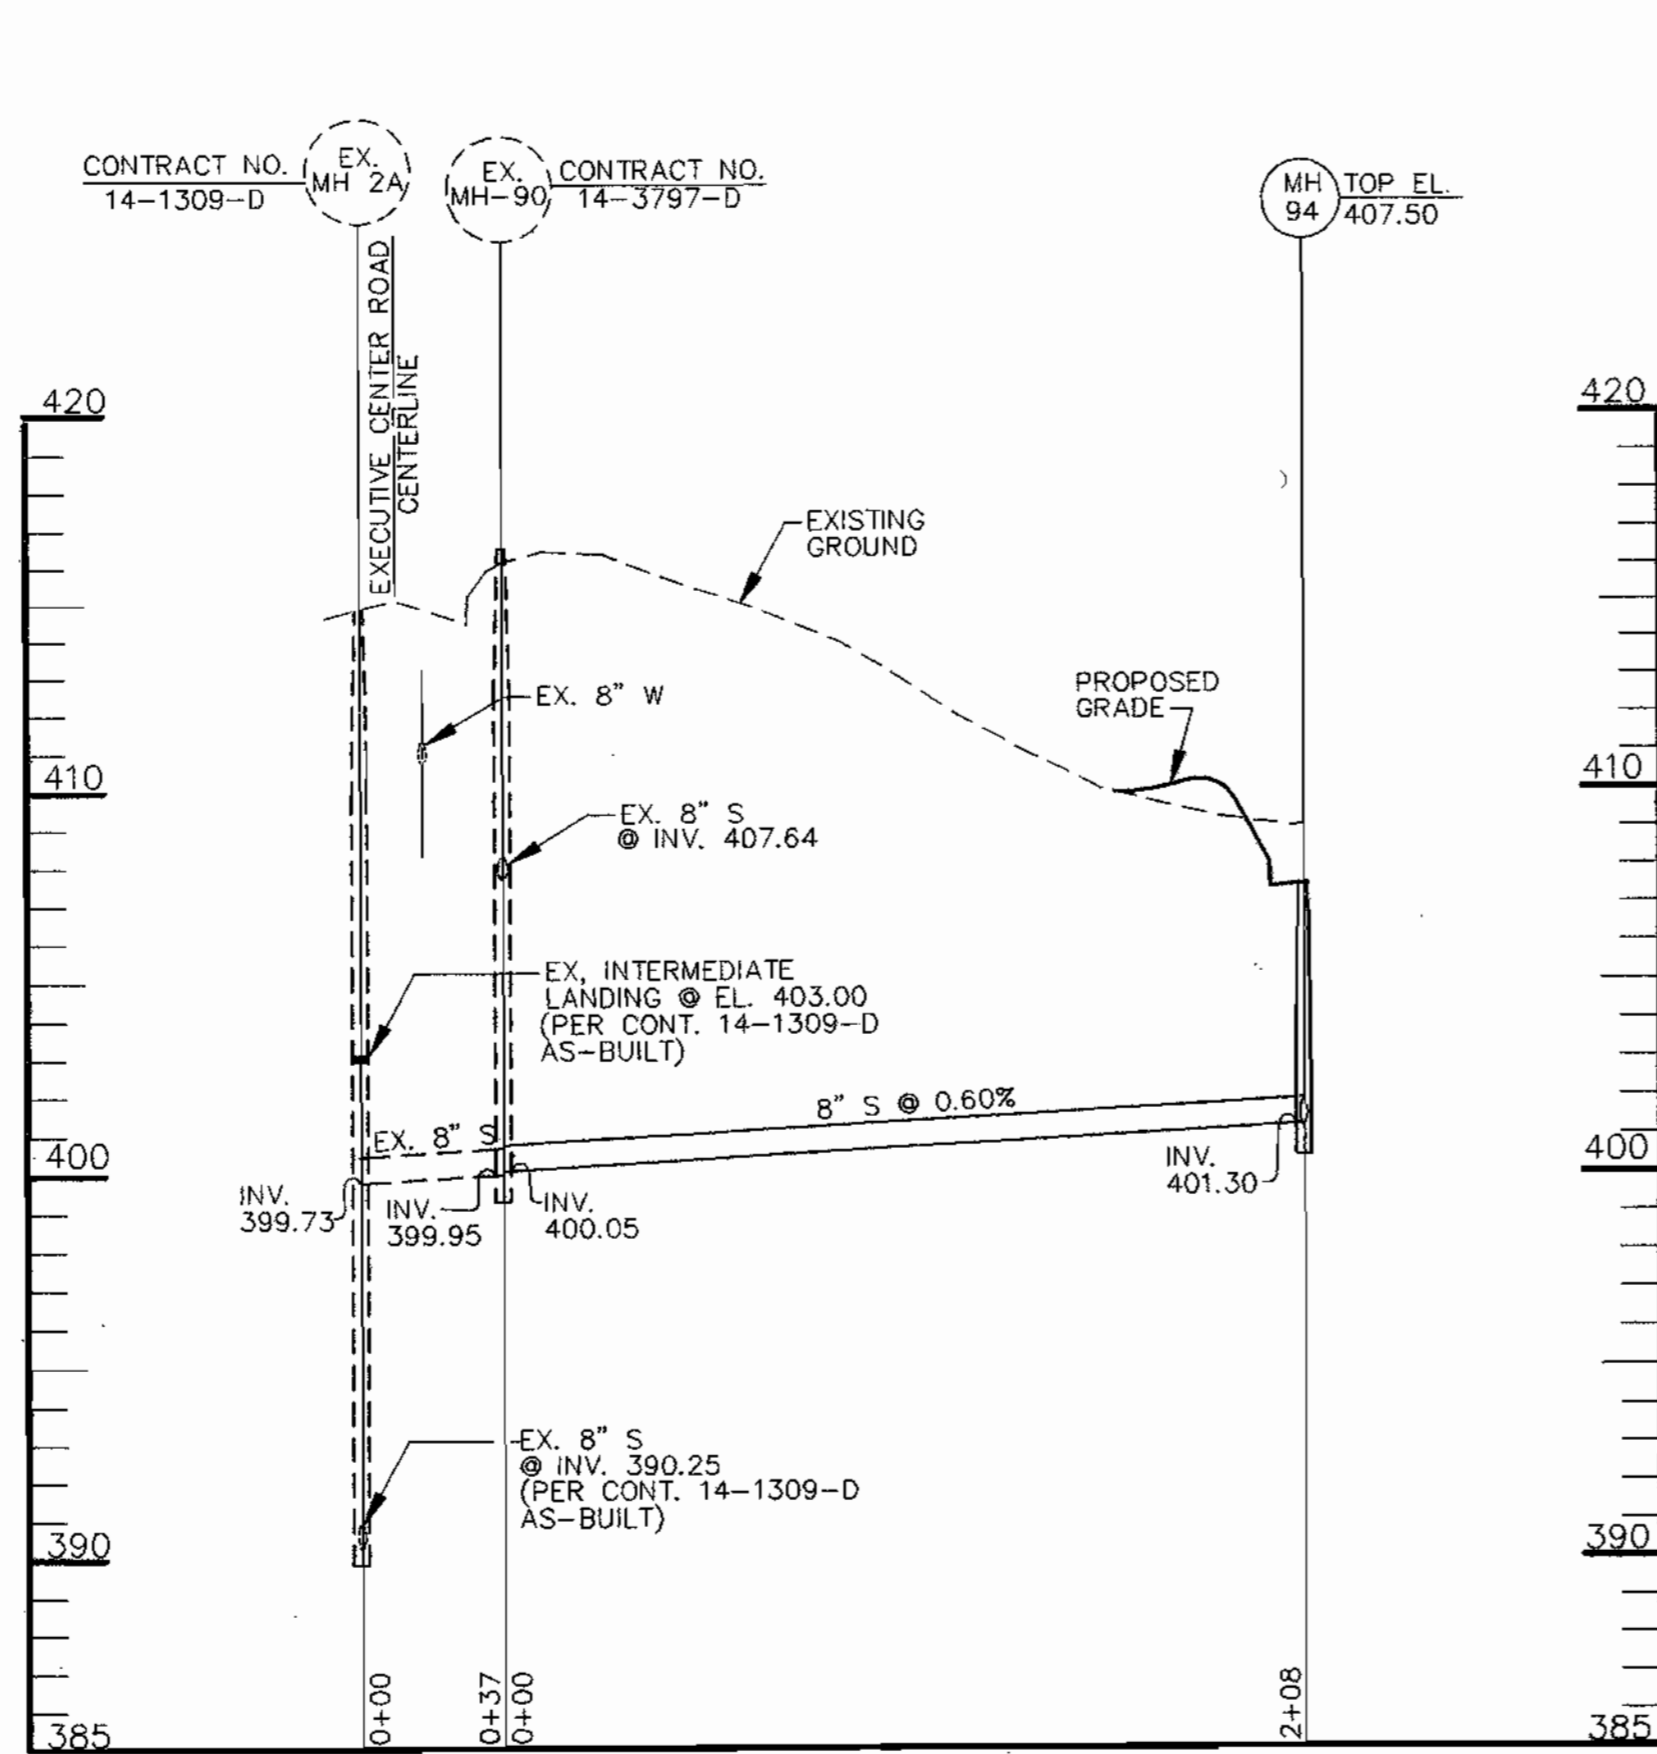 CONTRACT NO.
14-1309-D
EX.
MH 2A
EX.
MH-90
CONTRACT NO.
14-3797-D
MH
94
TOP EL.
407.50
EXECUTIVE CENTER ROAD
CENTERLINE
420
420
EXISTING
GROUND
EX. 8" W
PROPOSED
GRADE
410
410
EX. 8" S
@ INV. 407.64
EX, INTERMEDIATE
LANDING @ EL. 403.00
(PER CONT. 14-1309-D
AS-BUILT)
8" S @ 0.60%
EX. 8" S
400
400
INV.
399.73
INV.
399.95
INV.
400.05
INV.
401.30
EX. 8" S
@ INV. 390.25
(PER CONT. 14-1309-D
AS-BUILT)
390
390
0+00
0+37
0+00
2+08
385
385